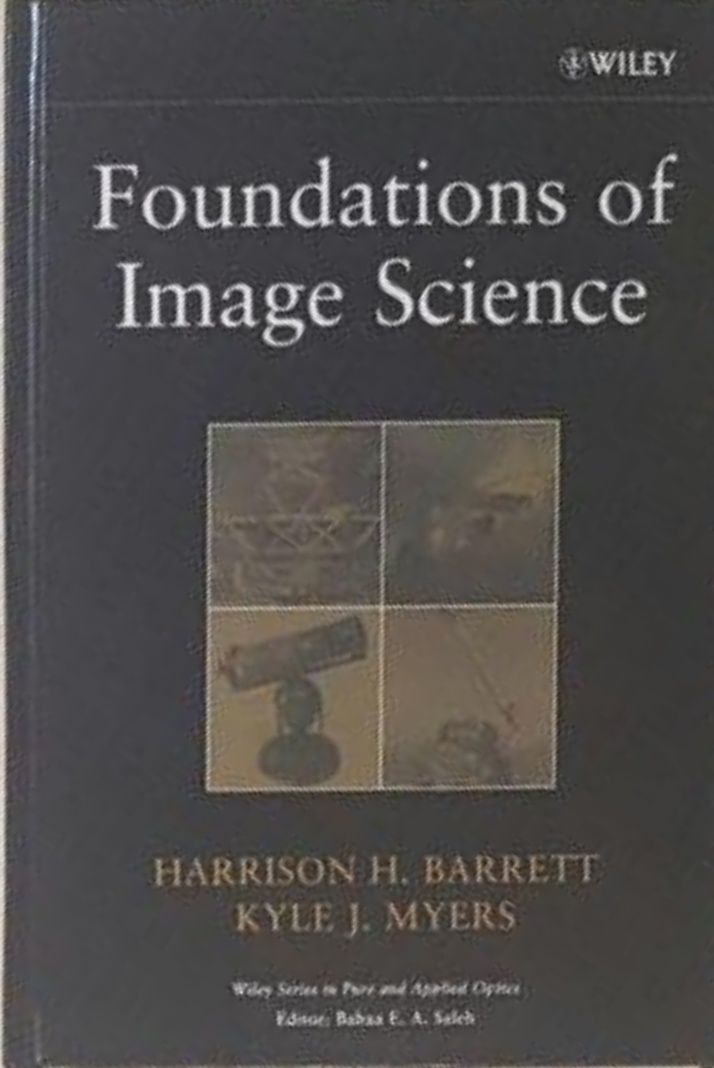 WILEY
Foundations of
Image Science
HARRISON H. BARRETT
KYLE J. MYERS
Wiley Series in Pure and Applied Optics
Editor: Bahaa E. A. Saleh